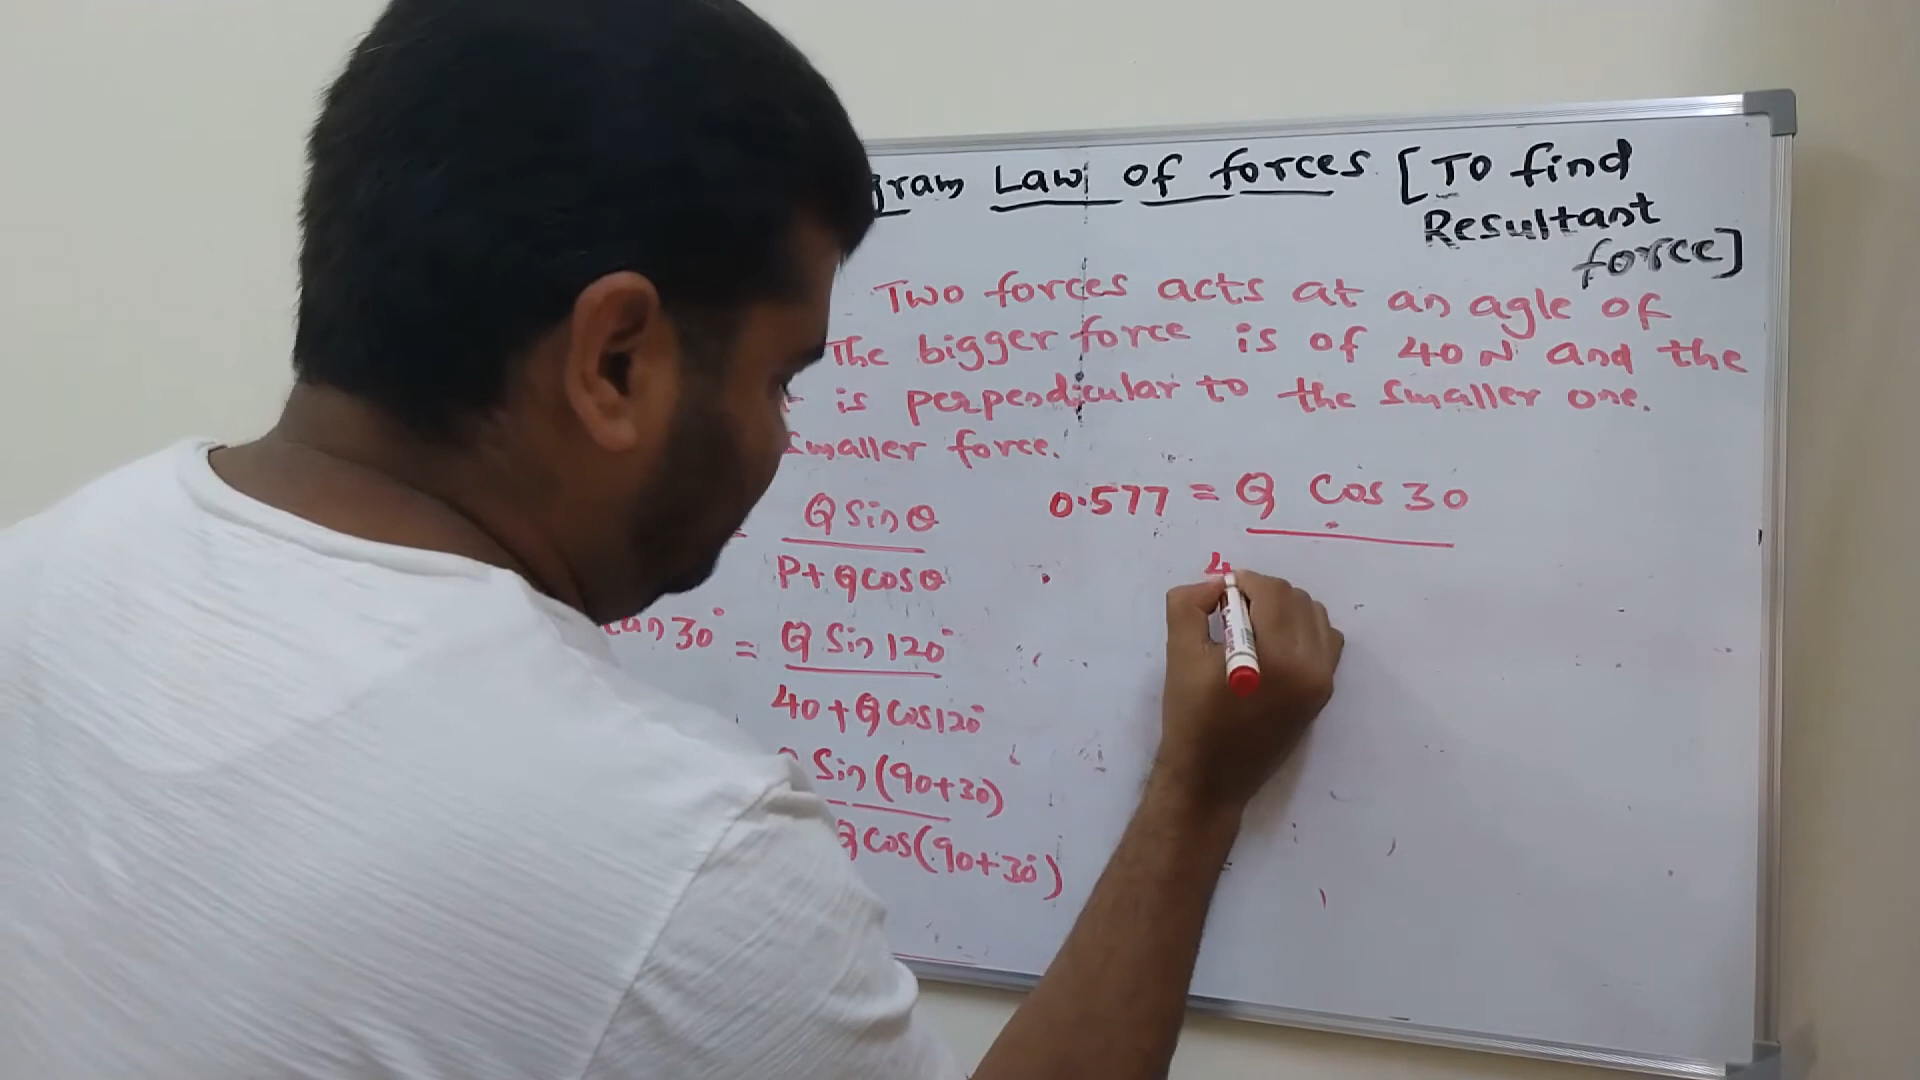 gram Law of forces [To find
Resultant
force]
Two forces acts at an agle of
The bigger force is of 40 N and the
is perpendicular to the smaller one.
smaller force.
= Q Sin θ
P + Q cos θ
tan 30° = Q Sin 120°
40 + Q cos 120°
Sin (90+30)
Q cos (90+30)
0.577 = Q Cos 30
4